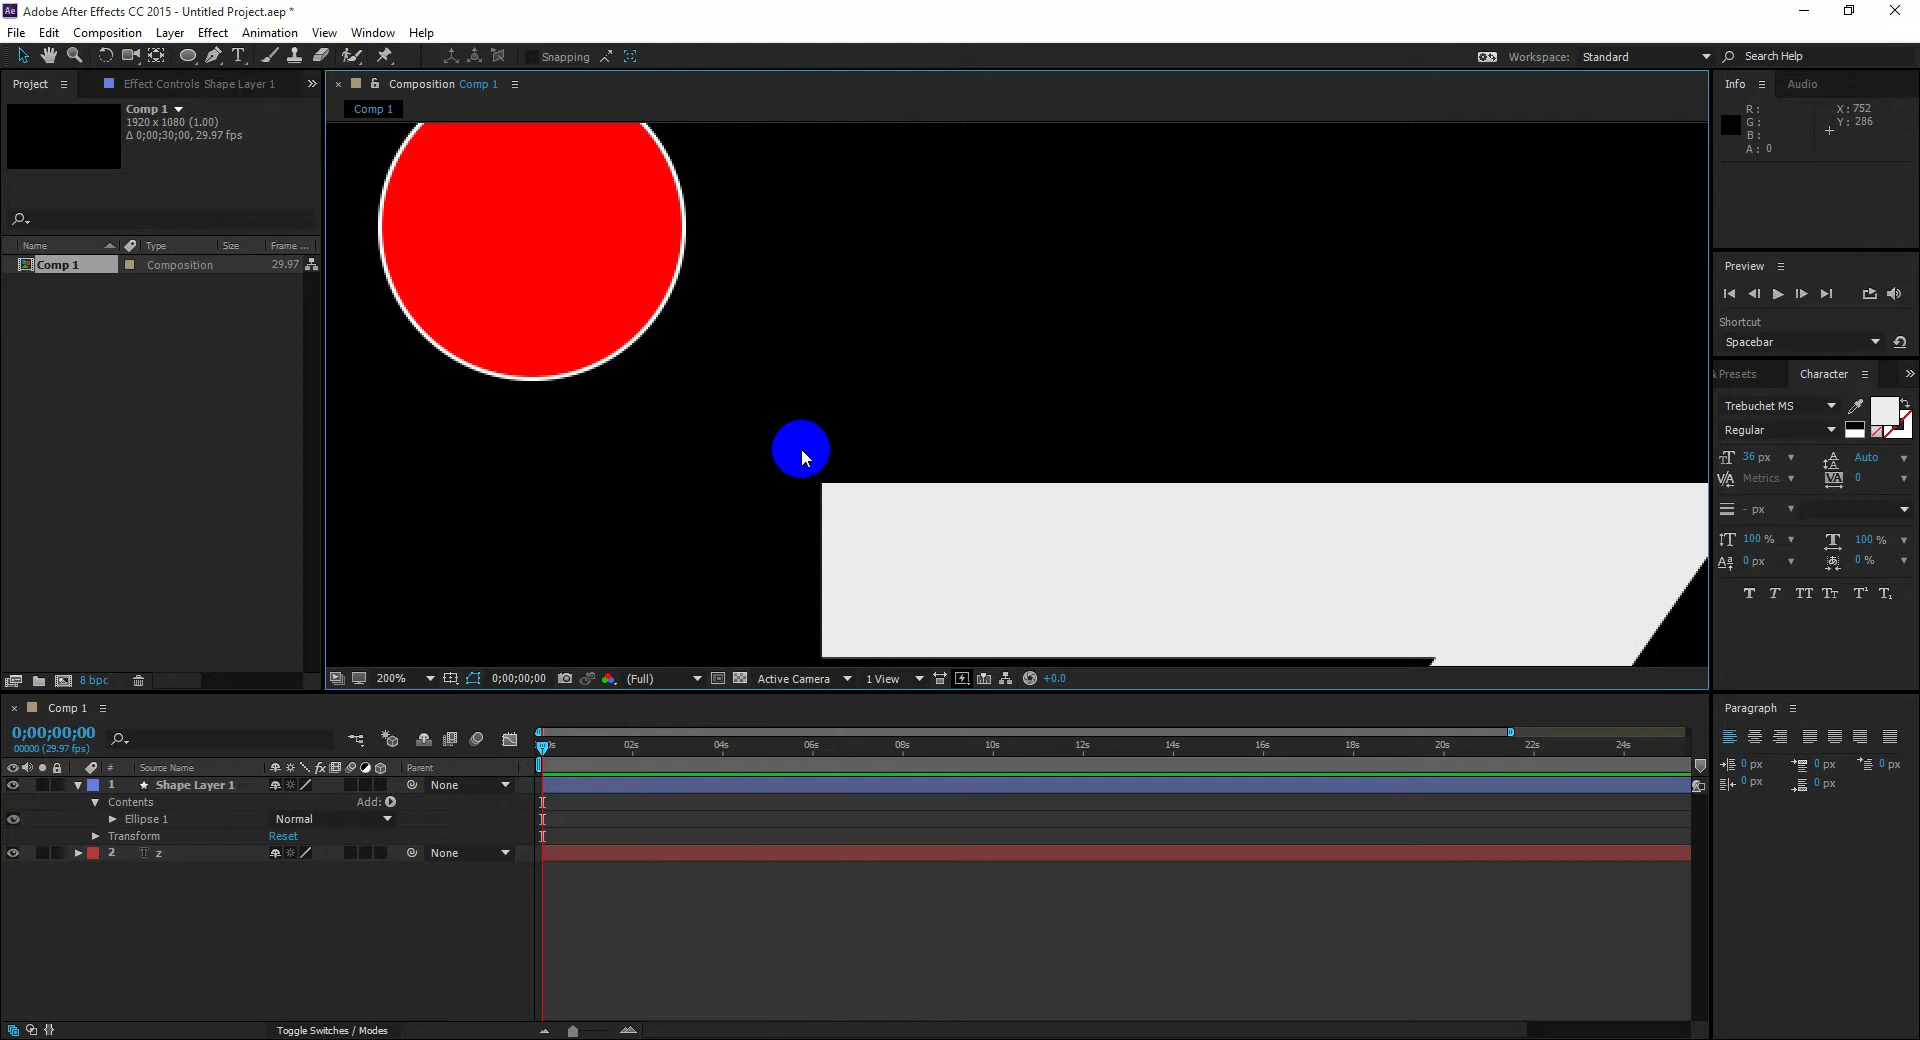 Adobe After Effects CC 2015 - Untitled Project.aep *
File Edit Composition Layer Effect Animation View Window Help
Snapping
Workspace: Standard
Search Help
Project
Effect Controls Shape Layer 1
Composition Comp 1
Info
Audio
Comp 1
1920 x 1080 (1.00)
Δ 0;00;30;00, 29.97 fps
Comp 1
R:
G:
B:
A: 0
X: 752
Y: 286
Name Type Size Frame ...
Comp 1 Composition 29.97
Preview
Shortcut
Spacebar
& Presets
Character
Trebuchet MS
Regular
36 px
Auto
Metrics
0
- px
100 %
100 %
0 px
0 %
8 bpc
200%
0;00;00;00
(Full)
Active Camera
1 View
+0.0
Comp 1
0;00;00;00
00000 (29.97 fps)
02s 04s 06s 08s 10s 12s 14s 16s 18s 20s 22s 24s
# Source Name Parent
1 Shape Layer 1 None
Contents Add:
Ellipse 1 Normal
Transform Reset
2 z None
Toggle Switches / Modes
Paragraph
0 px 0 px 0 px
0 px 0 px